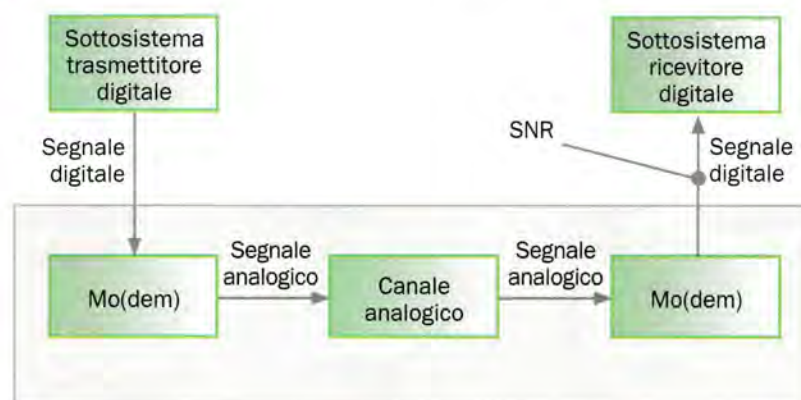 Sottosistema
trasmettitore
digitale
Sottosistema
ricevitore
digitale
SNR
Segnale
digitale
Segnale
digitale
Mo(dem)
Segnale
analogico
Canale
analogico
Segnale
analogico
Mo(dem)